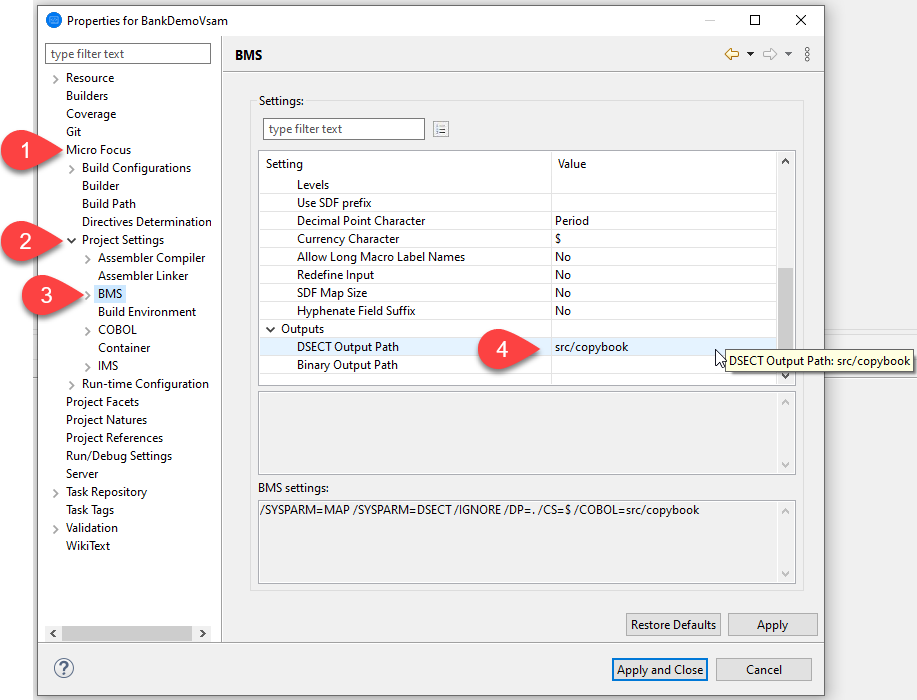 Properties for BankDemoVsam
type filter text
Resource
Builders
Coverage
Git
1
Micro Focus
Build Configurations
Builder
Build Path
Directives Determination
2
Project Settings
Assembler Compiler
Assembler Linker
3
BMS
Build Environment
COBOL
Container
IMS
Run-time Configuration
Project Facets
Project Natures
Project References
Run/Debug Settings
Server
Task Repository
Task Tags
Validation
WikiText
BMS
Settings:
type filter text
Setting Value
Levels
Use SDF prefix
Decimal Point Character Period
Currency Character $
Allow Long Macro Label Names No
Redefine Input No
SDF Map Size No
Hyphenate Field Suffix No
Outputs
DSECT Output Path 4 src/copybook
DSECT Output Path: src/copybook
Binary Output Path
BMS settings:
/SYSPARM=MAP /SYSPARM=DSECT /IGNORE /DP=. /CS=$ /COBOL=src/copybook
Restore Defaults Apply
? Apply and Close Cancel